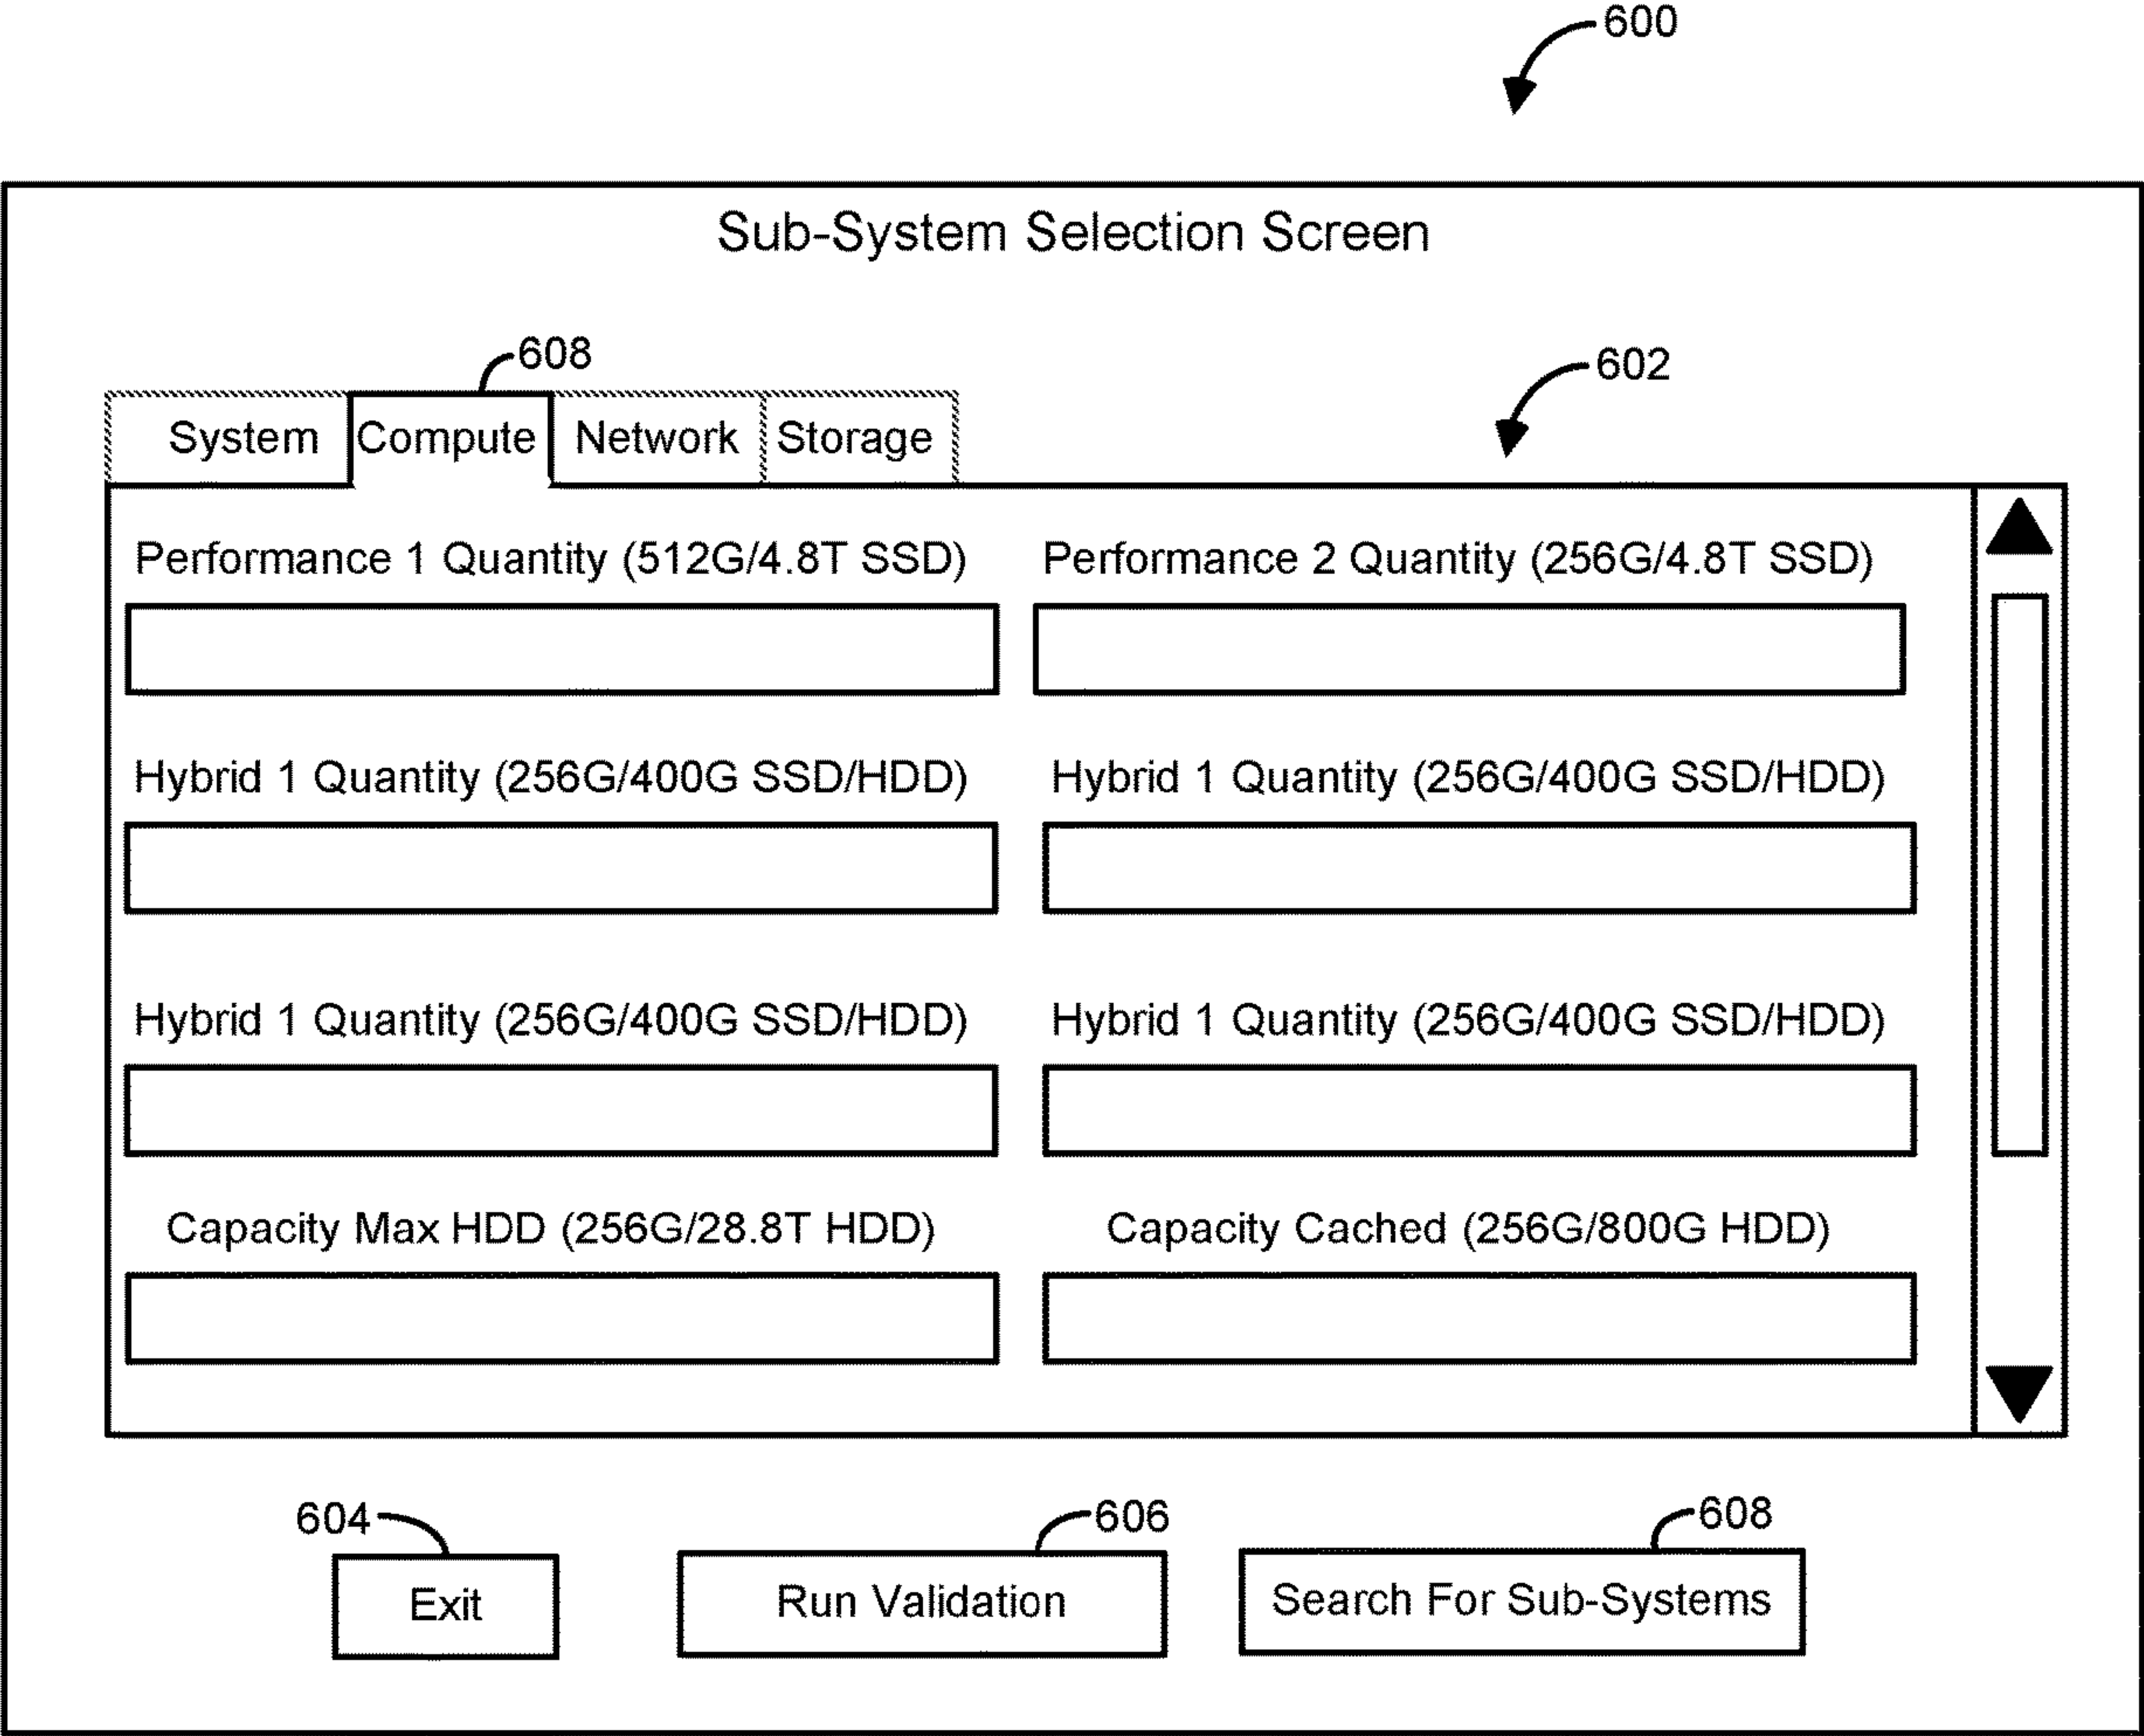 600
Sub-System Selection Screen
608
602
System Compute Network Storage
Performance 1 Quantity (512G/4.8T SSD) Performance 2 Quantity (256G/4.8T SSD)
Hybrid 1 Quantity (256G/400G SSD/HDD) Hybrid 1 Quantity (256G/400G SSD/HDD)
Hybrid 1 Quantity (256G/400G SSD/HDD) Hybrid 1 Quantity (256G/400G SSD/HDD)
Capacity Max HDD (256G/28.8T HDD) Capacity Cached (256G/800G HDD)
604 606 608
Exit Run Validation Search For Sub-Systems